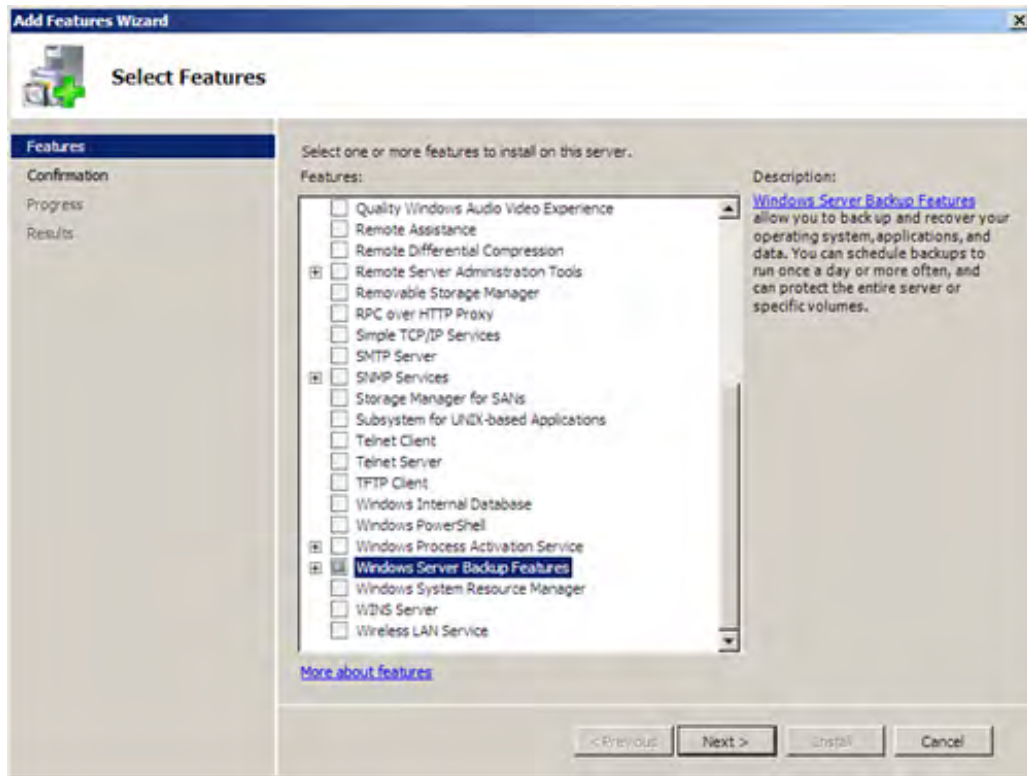 Add Features Wizard
Select Features
Features
Confirmation
Progress
Results
Select one or more features to install on this server.
Features:
Quality Windows Audio Video Experience
Remote Assistance
Remote Differential Compression
Remote Server Administration Tools
Removable Storage Manager
RPC over HTTP Proxy
Simple TCP/IP Services
SMTP Server
SNMP Services
Storage Manager for SANs
Subsystem for UNIX-based Applications
Telnet Client
Telnet Server
TFTP Client
Windows Internal Database
Windows PowerShell
Windows Process Activation Service
Windows Server Backup Features
Windows System Resource Manager
WINS Server
Wireless LAN Service
More about features
Description:
Windows Server Backup Features
allow you to back up and recover your
operating system, applications, and
data. You can schedule backups to
run once a day or more often, and
can protect the entire server or
specific volumes.
< Previous
Next >
Install
Cancel